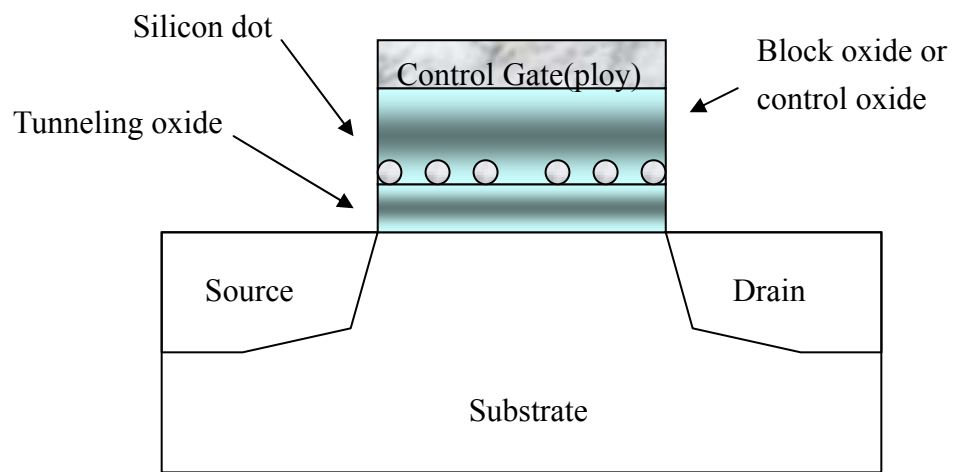 Silicon dot
Control Gate(ploy)
Block oxide or
control oxide
Tunneling oxide
Source
Drain
Substrate